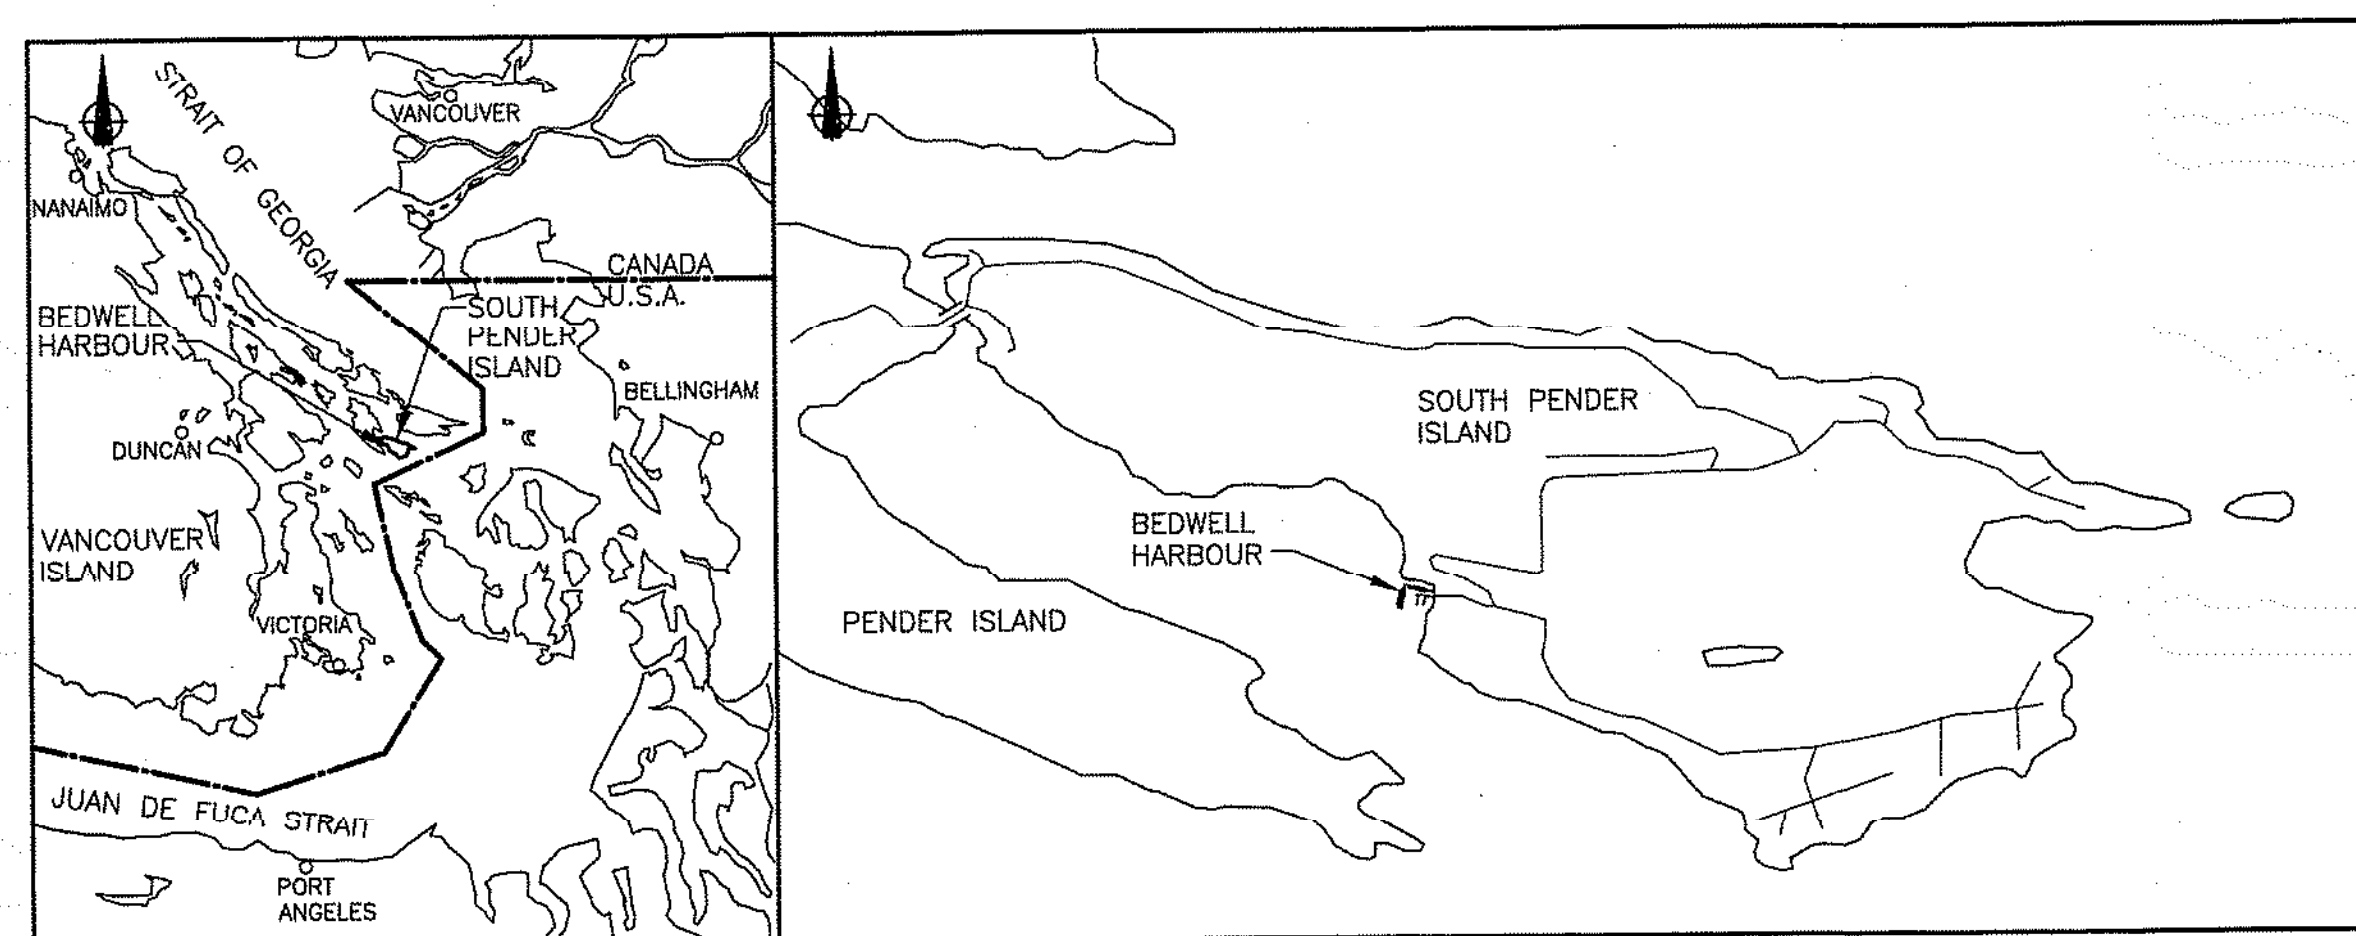 STRAIT OF GEORGIA
VANCOUVER
NANAIMO
CANADA
U.S.A.
BEDWELL
HARBOUR
SOUTH
PENDER
ISLAND
BELLINGHAM
DUNCAN
VANCOUVER
ISLAND
VICTORIA
JUAN DE FUCA STRAIT
PORT
ANGELES
SOUTH PENDER
ISLAND
BEDWELL
HARBOUR
PENDER ISLAND